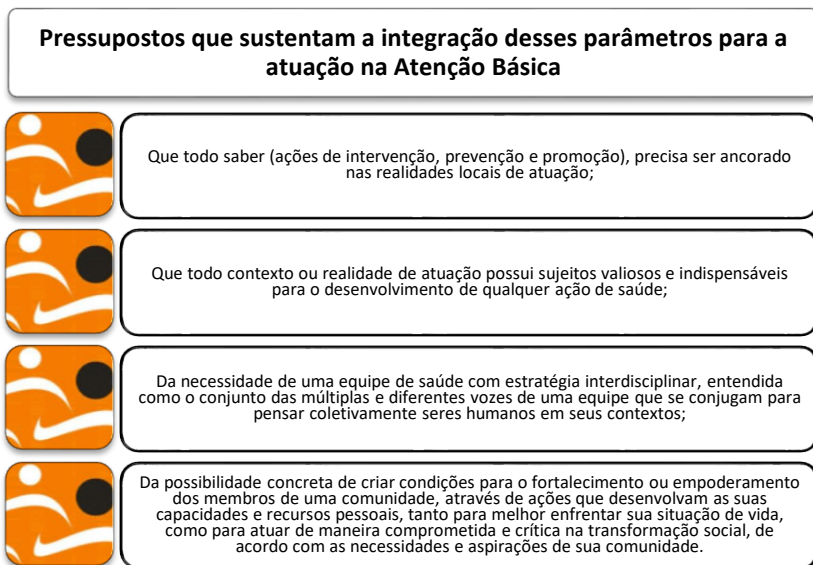 Pressupostos que sustentam a integração desses parâmetros para a
atuação na Atenção Básica
Que todo saber (ações de intervenção, prevenção e promoção), precisa ser ancorado
nas realidades locais de atuação;
Que todo contexto ou realidade de atuação possui sujeitos valiosos e indispensáveis
para o desenvolvimento de qualquer ação de saúde;
Da necessidade de uma equipe de saúde com estratégia interdisciplinar, entendida
como o conjunto das múltiplas e diferentes vozes de uma equipe que se conjugam para
pensar coletivamente seres humanos em seus contextos;
Da possibilidade concreta de criar condições para o fortalecimento ou empoderamento
dos membros de uma comunidade, através de ações que desenvolvam as suas
capacidades e recursos pessoais, tanto para melhor enfrentar sua situação de vida,
como para atuar de maneira comprometida e crítica na transformação social, de
acordo com as necessidades e aspirações de sua comunidade.